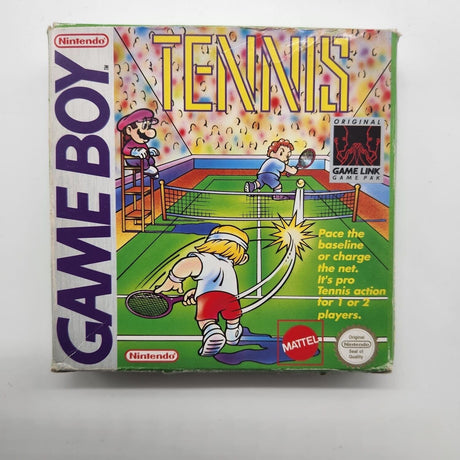 Nintendo
GAME BOY
TM
TENNIS
ORIGINAL
GAME LINK
GAME PAK
Pace the
baseline
or charge
the net.
It's pro
Tennis action
for 1 or 2
players.
Nintendo
MATTEL
Original
Nintendo
Seal of
Quality